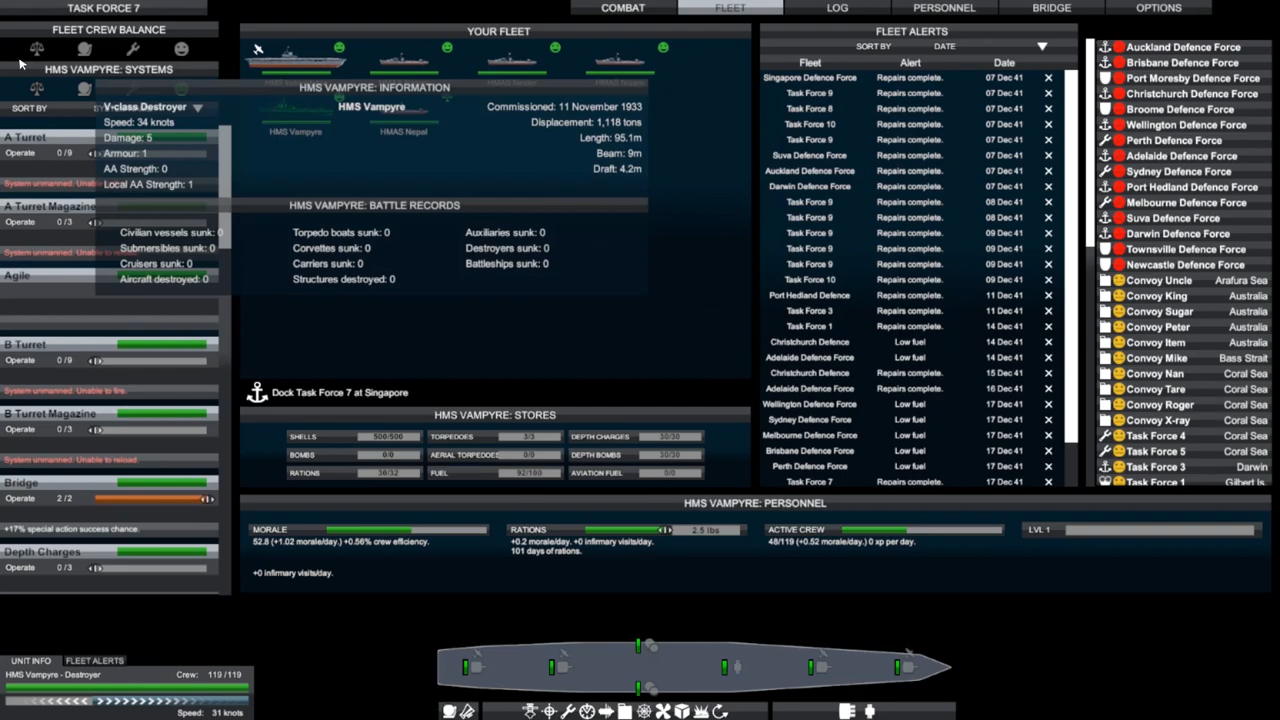 TASK FORCE 7
COMBAT FLEET LOG PERSONNEL BRIDGE OPTIONS
FLEET CREW BALANCE
HMS VAMPYRE: SYSTEMS
SORT BY
A Turret
Operate 0/9
System unmanned.
A Turret Magazine
Operate 0/3
System unmanned.
Agile
B Turret
Operate 0/9
System unmanned. Unable to fire.
B Turret Magazine
Operate 0/3
System unmanned. Unable to reload.
Bridge
Operate 2/2
+17% special action success chance.
Depth Charges
Operate 0/3
YOUR FLEET
HMS Vampyre HMAS Nepal
HMS VAMPYRE: INFORMATION
V-class Destroyer HMS Vampyre Commissioned: 11 November 1933
Speed: 34 knots Displacement: 1,118 tons
Damage: 5 Length: 95.1m
Armour: 1 Beam: 9m
AA Strength: 0 Draft: 4.2m
Local AA Strength: 1
HMS VAMPYRE: BATTLE RECORDS
Civilian vessels sunk: 0 Torpedo boats sunk: 0 Auxiliaries sunk: 0
Submersibles sunk: 0 Corvettes sunk: 0 Destroyers sunk: 0
Cruisers sunk: 0 Carriers sunk: 0 Battleships sunk: 0
Aircraft destroyed: 0 Structures destroyed: 0
Dock Task Force 7 at Singapore
HMS VAMPYRE: STORES
SHELLS 500/500 TORPEDOES 3/3 DEPTH CHARGES 30/30
BOMBS 0/0 AERIAL TORPEDOES 0/0 DEPTH BOMBS 30/30
RATIONS 30/32 FUEL 92/100 AVIATION FUEL 0/0
FLEET ALERTS
SORT BY DATE
Fleet Alert Date
Singapore Defence Force Repairs complete. 07 Dec 41
Task Force 9 Repairs complete. 07 Dec 41
Task Force 8 Repairs complete. 07 Dec 41
Task Force 10 Repairs complete. 07 Dec 41
Task Force 9 Repairs complete. 07 Dec 41
Suva Defence Force Repairs complete. 07 Dec 41
Auckland Defence Force Repairs complete. 07 Dec 41
Darwin Defence Force Repairs complete. 07 Dec 41
Task Force 9 Repairs complete. 08 Dec 41
Task Force 9 Repairs complete. 08 Dec 41
Task Force 9 Repairs complete. 09 Dec 41
Task Force 9 Repairs complete. 09 Dec 41
Task Force 9 Repairs complete. 09 Dec 41
Task Force 10 Repairs complete. 09 Dec 41
Port Hedland Defence Repairs complete. 11 Dec 41
Task Force 3 Repairs complete. 11 Dec 41
Task Force 1 Repairs complete. 14 Dec 41
Christchurch Defence Low fuel 14 Dec 41
Adelaide Defence Force Low fuel 14 Dec 41
Christchurch Defence Repairs complete. 15 Dec 41
Adelaide Defence Force Repairs complete. 16 Dec 41
Wellington Defence Force Low fuel 17 Dec 41
Sydney Defence Force Low fuel 17 Dec 41
Melbourne Defence Force Low fuel 17 Dec 41
Brisbane Defence Force Low fuel 17 Dec 41
Perth Defence Force Low fuel 17 Dec 41
Task Force 7 Repairs complete. 17 Dec 41
Auckland Defence Force
Brisbane Defence Force
Port Moresby Defence Force
Christchurch Defence Force
Broome Defence Force
Wellington Defence Force
Perth Defence Force
Adelaide Defence Force
Sydney Defence Force
Port Hedland Defence Force
Melbourne Defence Force
Suva Defence Force
Darwin Defence Force
Townsville Defence Force
Newcastle Defence Force
Convoy Uncle Arafura Sea
Convoy King Australia
Convoy Sugar Australia
Convoy Peter Australia
Convoy Item Australia
Convoy Mike Bass Strait
Convoy Nan Coral Sea
Convoy Tare Coral Sea
Convoy Roger Coral Sea
Convoy X-ray Coral Sea
Task Force 4 Coral Sea
Task Force 5 Coral Sea
Task Force 3 Darwin
Task Force 1 Gilbert Is.
HMS VAMPYRE: PERSONNEL
MORALE RATIONS 2.5 lbs ACTIVE CREW LVL 1
52.8 (+1.02 morale/day.) +0.56% crew efficiency. +0.2 morale/day. +0 infirmary visits/day. 48/119 (+0.52 morale/day.) 0 xp per day.
101 days of rations.
+0 infirmary visits/day.
UNIT INFO FLEET ALERTS
HMS Vampyre - Destroyer Crew: 119 /119
Speed: 31 knots